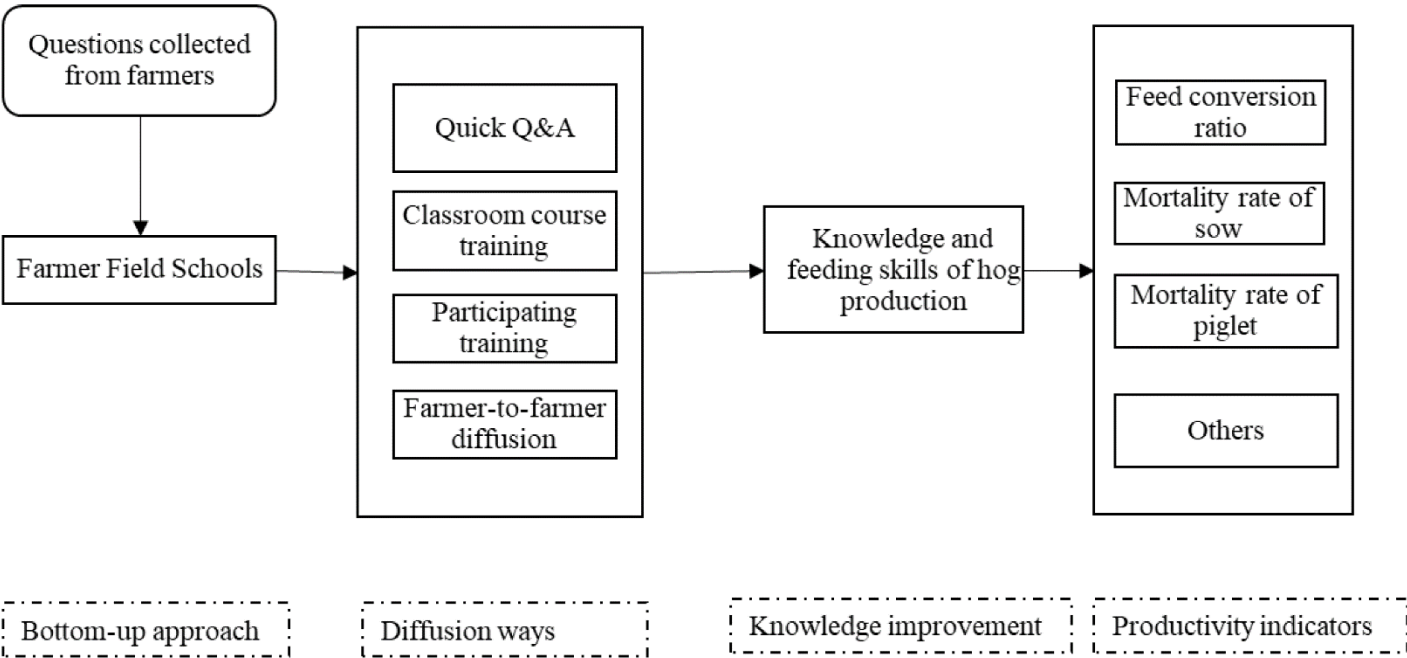 Questions collected
from farmers
Farmer Field Schools
Quick Q&A
Classroom course
training
Participating
training
Farmer-to-farmer
diffusion
Knowledge and
feeding skills of hog
production
Feed conversion
ratio
Mortality rate of
sow
Mortality rate of
piglet
Others
Bottom-up approach
Diffusion ways
Knowledge improvement
Productivity indicators